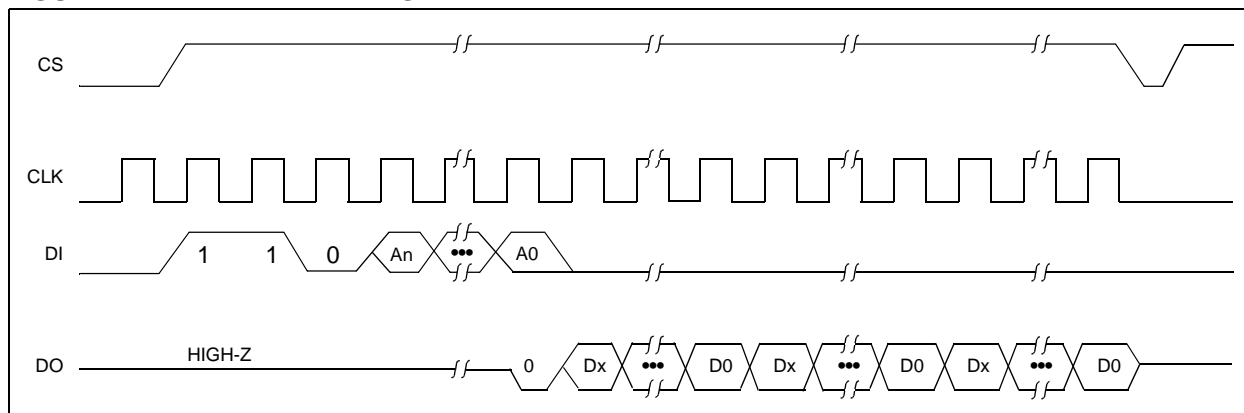 CS
CLK
DI 1 1 0 An ••• A0
HIGH-Z
DO 0 Dx ••• D0 Dx ••• D0 Dx ••• D0